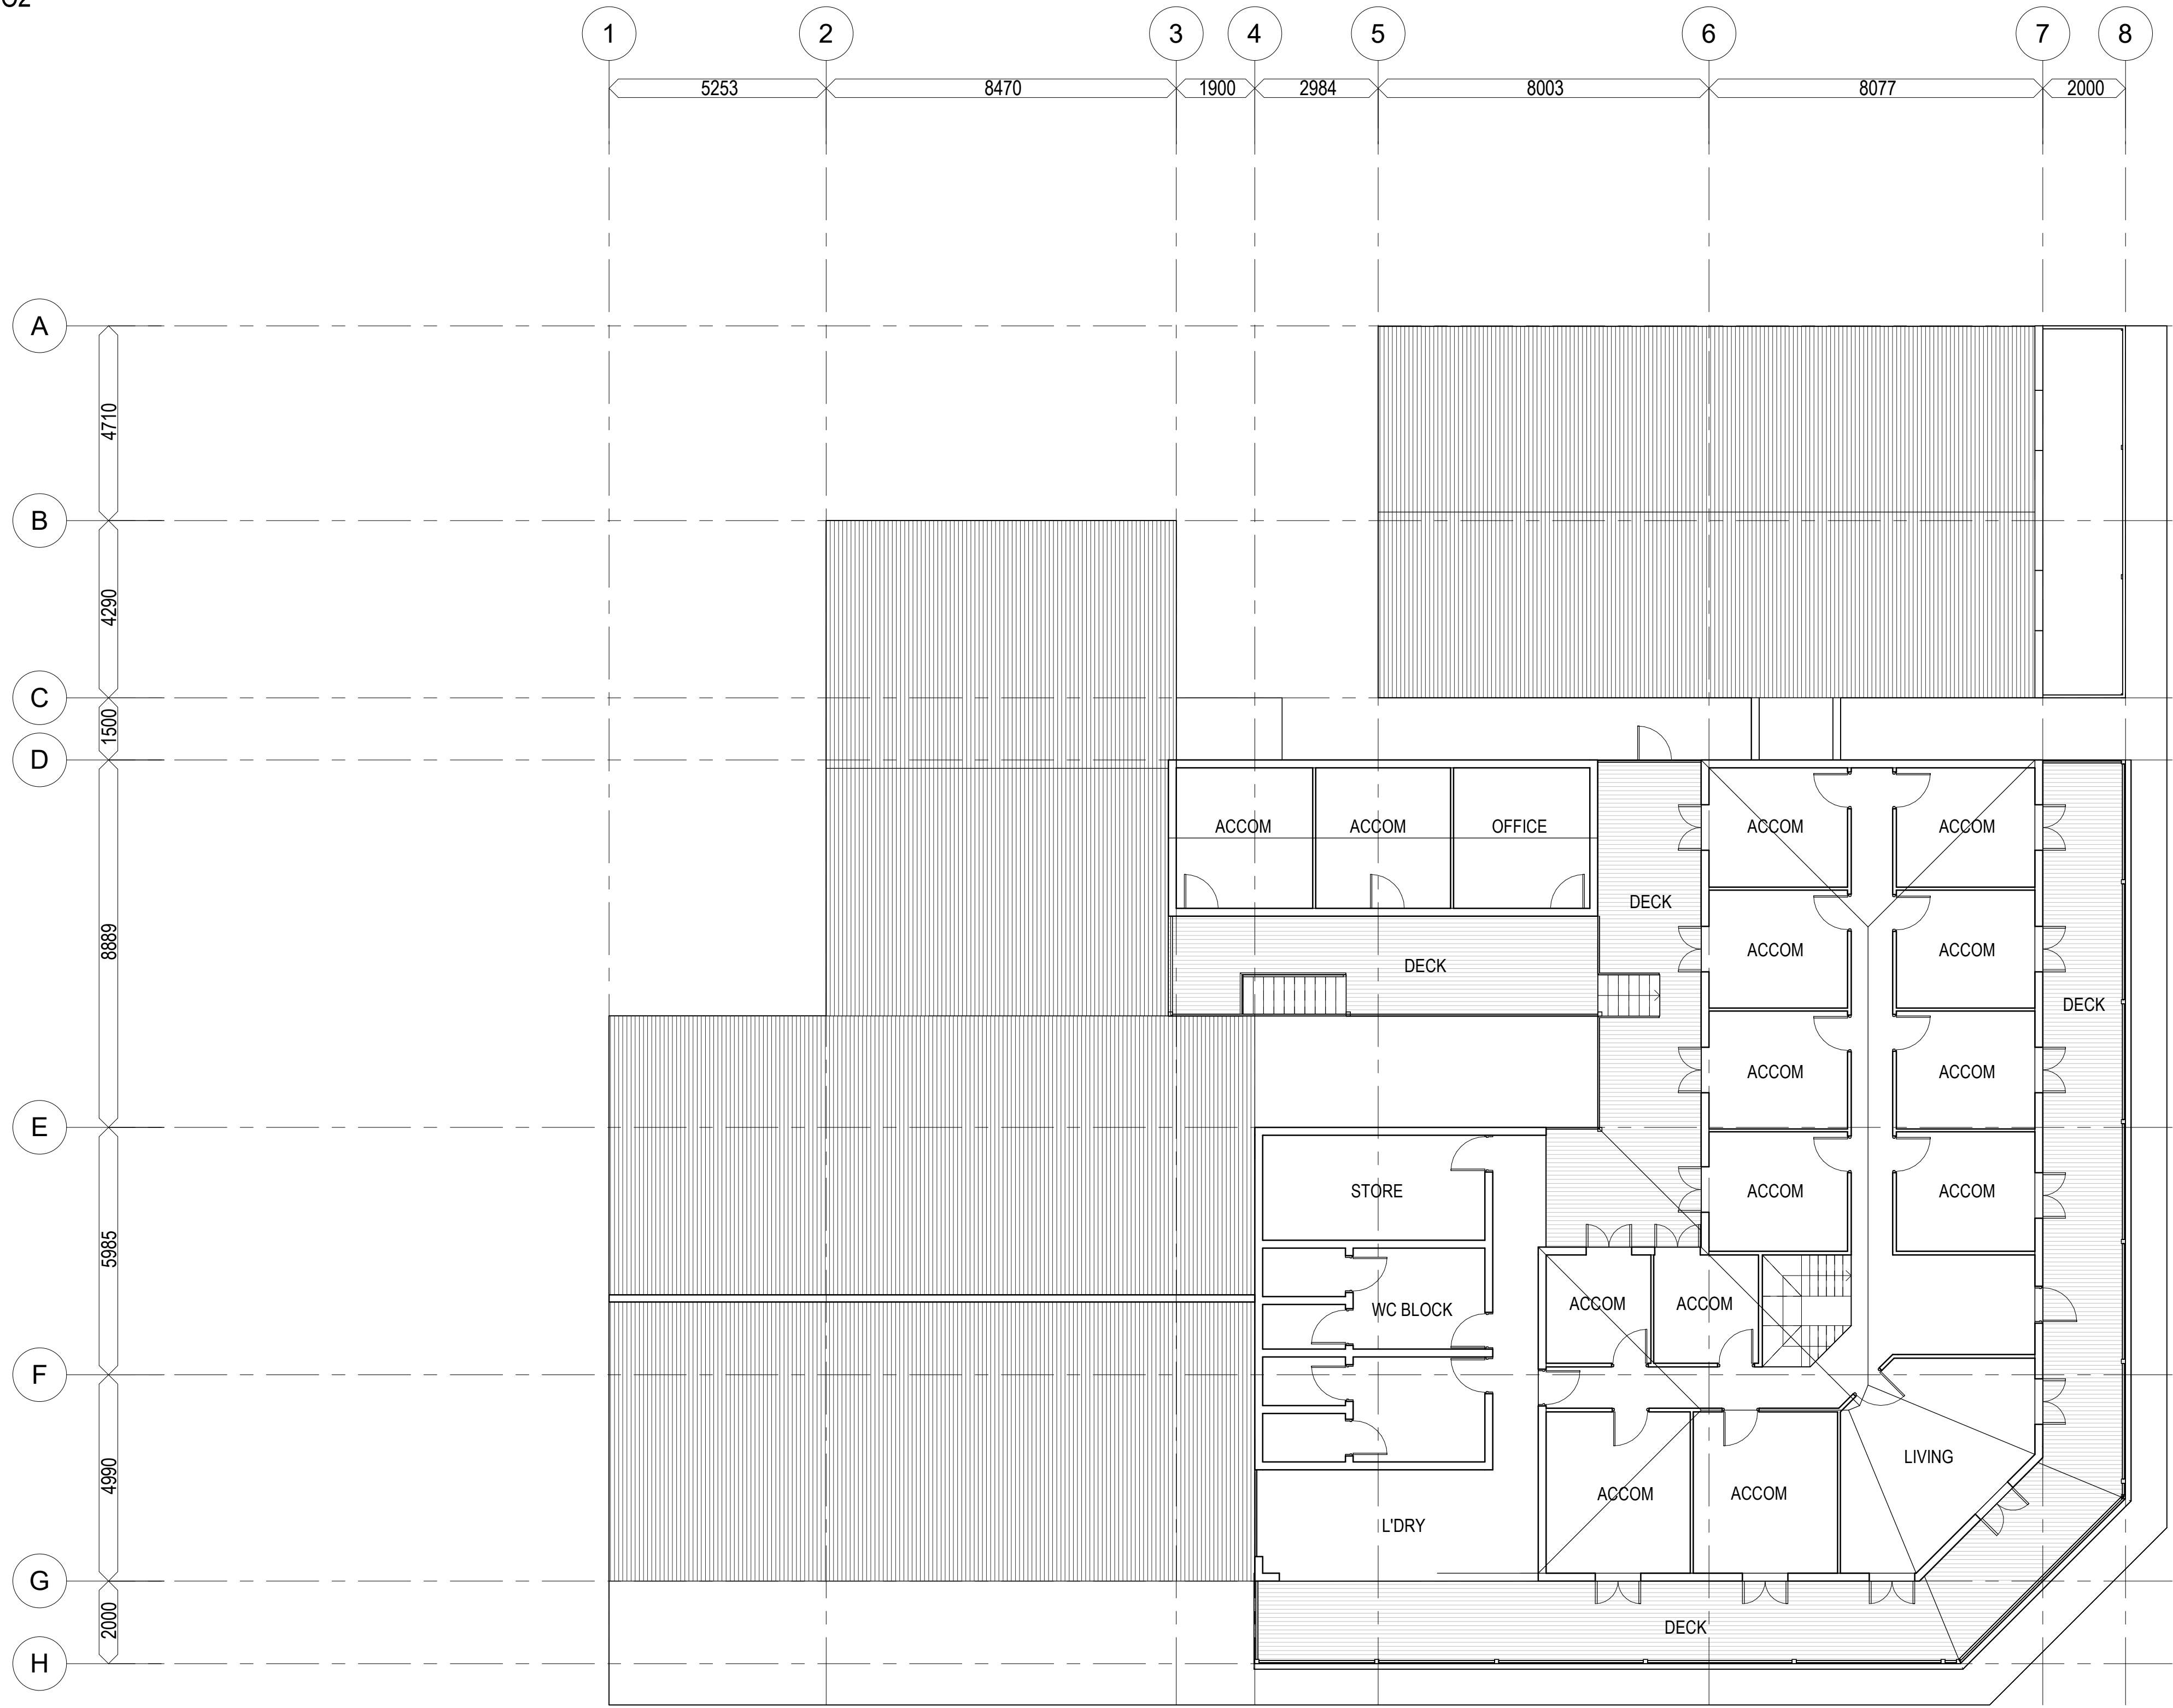 1 2 3 4 5 6 7 8
5253 8470 1900 2984 8003 8077 2000
A
4710
B
4290
C
1500
D
ACCOM ACCOM OFFICE ACCOM ACCOM
DECK
8889
ACCOM ACCOM
DECK
DECK
ACCOM ACCOM
E
STORE ACCOM ACCOM
5985
ACCOM ACCOM
WC BLOCK
F
LIVING
4990
ACCOM ACCOM
L'DRY
G
2000
DECK
H